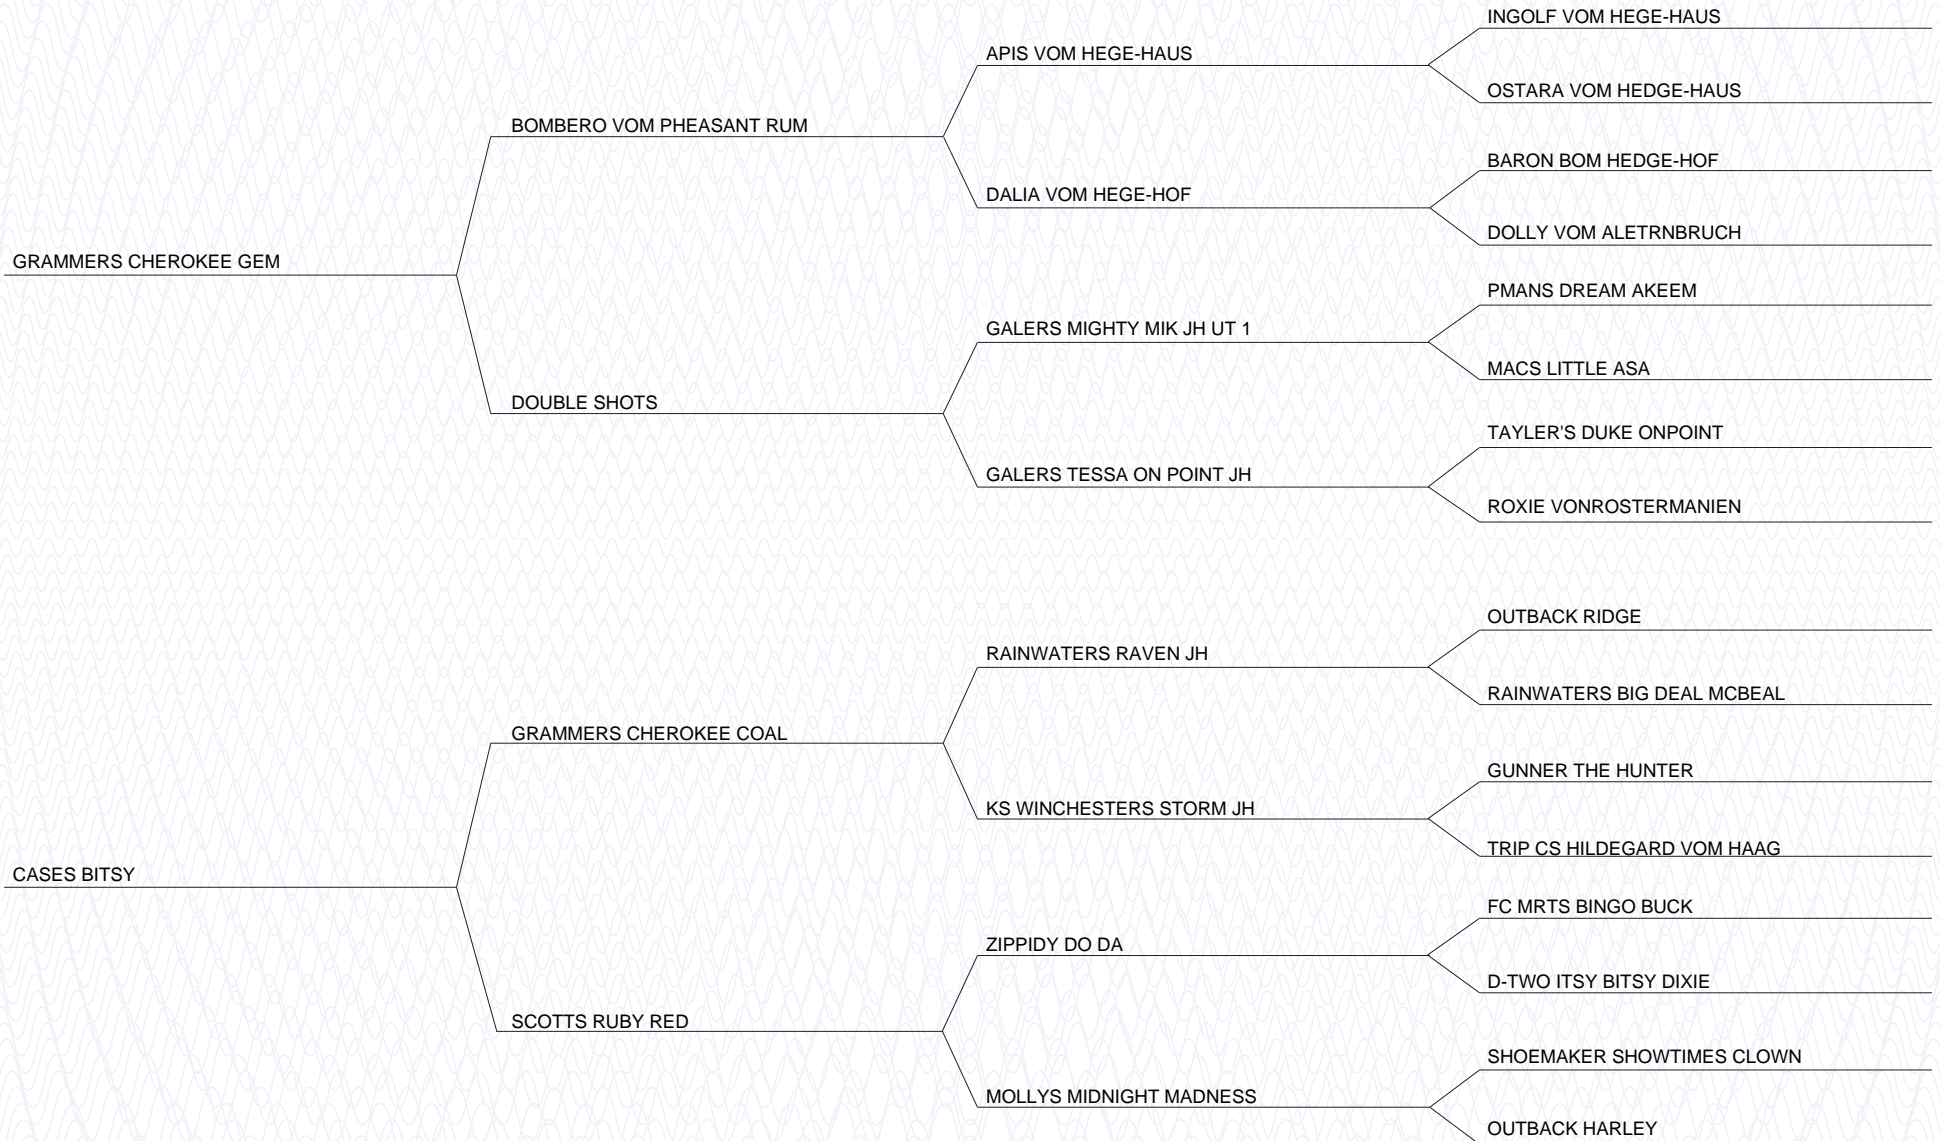 INGOLF VOM HEGE-HAUS
APIS VOM HEGE-HAUS
OSTARA VOM HEDGE-HAUS
BOMBERO VOM PHEASANT RUM
BARON BOM HEDGE-HOF
DALIA VOM HEGE-HOF
DOLLY VOM ALETRNBRUCH
GRAMMERS CHEROKEE GEM
PMANS DREAM AKEEM
GALERS MIGHTY MIK JH UT 1
MACS LITTLE ASA
DOUBLE SHOTS
TAYLER'S DUKE ONPOINT
GALERS TESSA ON POINT JH
ROXIE VONROSTERMANIEN
OUTBACK RIDGE
RAINWATERS RAVEN JH
RAINWATERS BIG DEAL MCBEAL
GRAMMERS CHEROKEE COAL
GUNNER THE HUNTER
KS WINCHESTERS STORM JH
TRIP CS HILDEGARD VOM HAAG
CASES BITSY
FC MRTS BINGO BUCK
ZIPPIDY DO DA
D-TWO ITSY BITSY DIXIE
SCOTTS RUBY RED
SHOEMAKER SHOWTIMES CLOWN
MOLLYS MIDNIGHT MADNESS
OUTBACK HARLEY